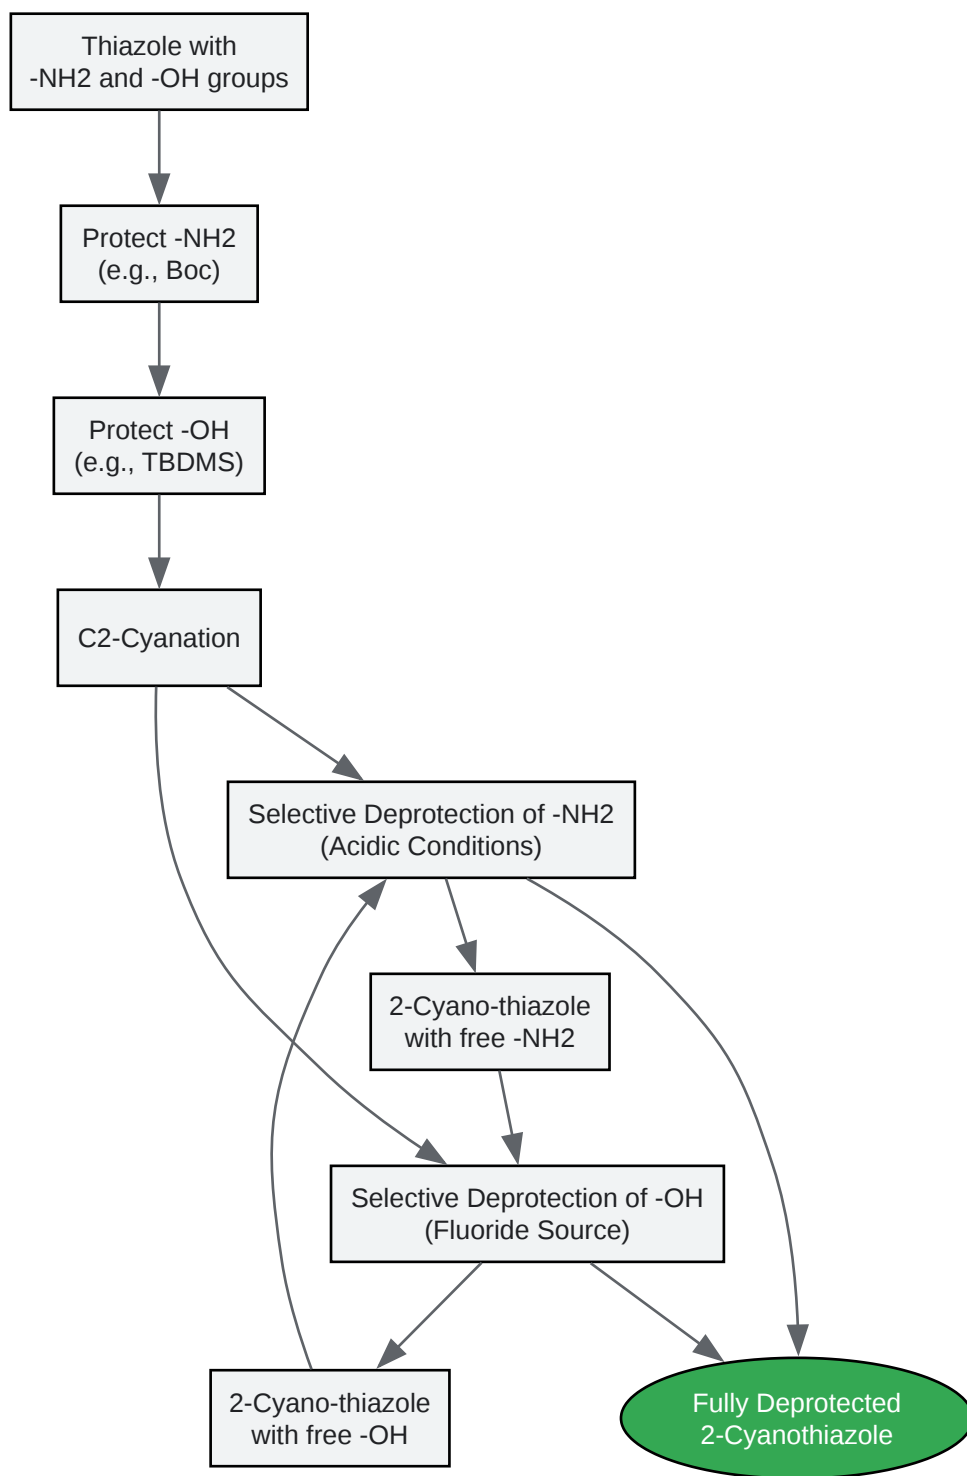 Thiazole with
-NH2 and -OH groups
Protect -NH2
(e.g., Boc)
Protect -OH
(e.g., TBDMS)
C2-Cyanation
Selective Deprotection of -NH2
(Acidic Conditions)
2-Cyano-thiazole
with free -NH2
Selective Deprotection of -OH
(Fluoride Source)
2-Cyano-thiazole
with free -OH
Fully Deprotected
2-Cyanothiazole